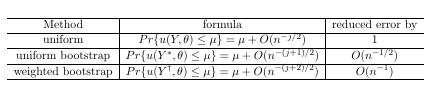 Method formula reduced error by
uniform Pr{u(Y, θ) ≤ μ} = μ + O(n^{-j/2}) 1
uniform bootstrap Pr{u(Y*, θ) ≤ μ} = μ + O(n^{-(j+1)/2}) O(n^{-1/2})
weighted bootstrap Pr{u(Y†, θ) ≤ μ} = μ + O(n^{-(j+2)/2}) O(n^{-1})